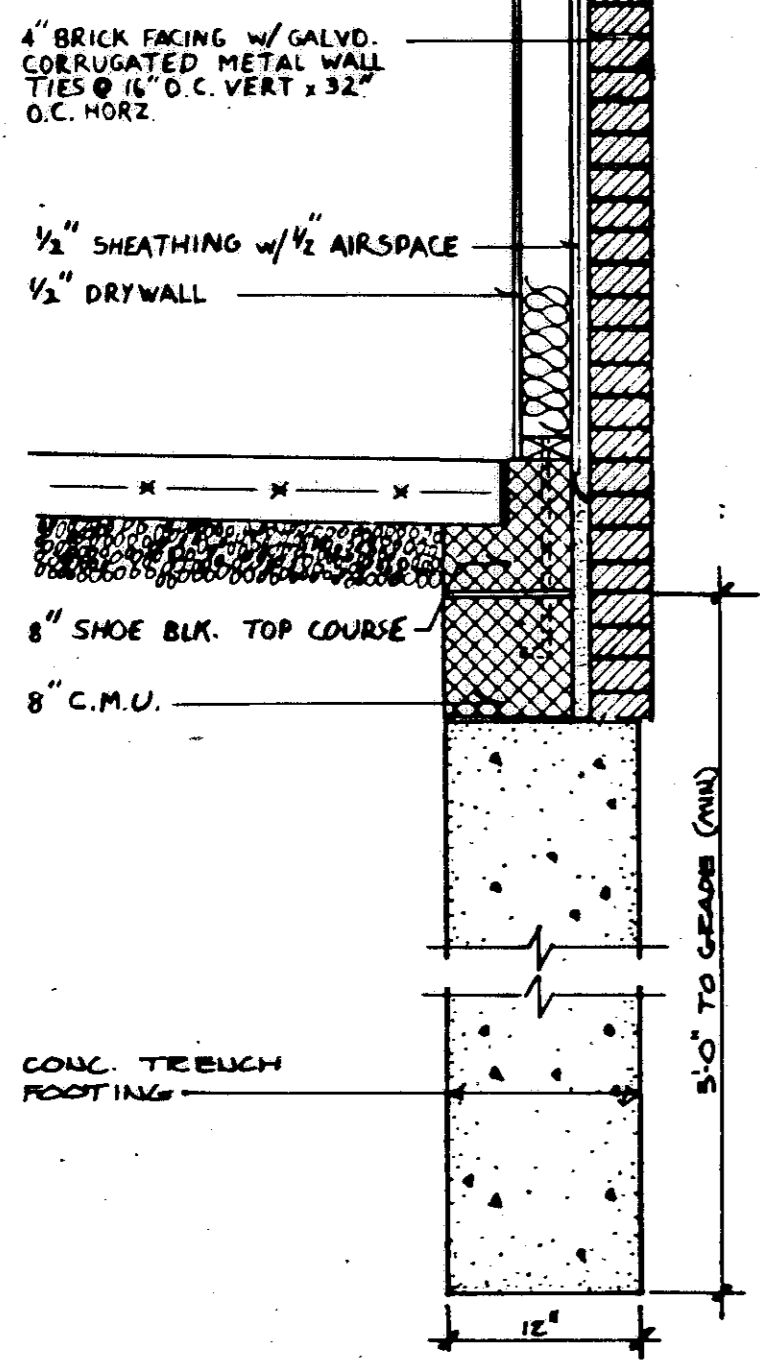 4" BRICK FACING W/ GALVD.
CORRUGATED METAL WALL
TIES @ 16" O.C. VERT x 32"
O.C. HORZ.
1/2" SHEATHING w/ 1/2" AIRSPACE
1/2" DRYWALL
8" SHOE BLK. TOP COURSE
8" C.M.U.
CONC. TRENCH
FOOTING
3'-0" TO GRADE (MIN)
12"